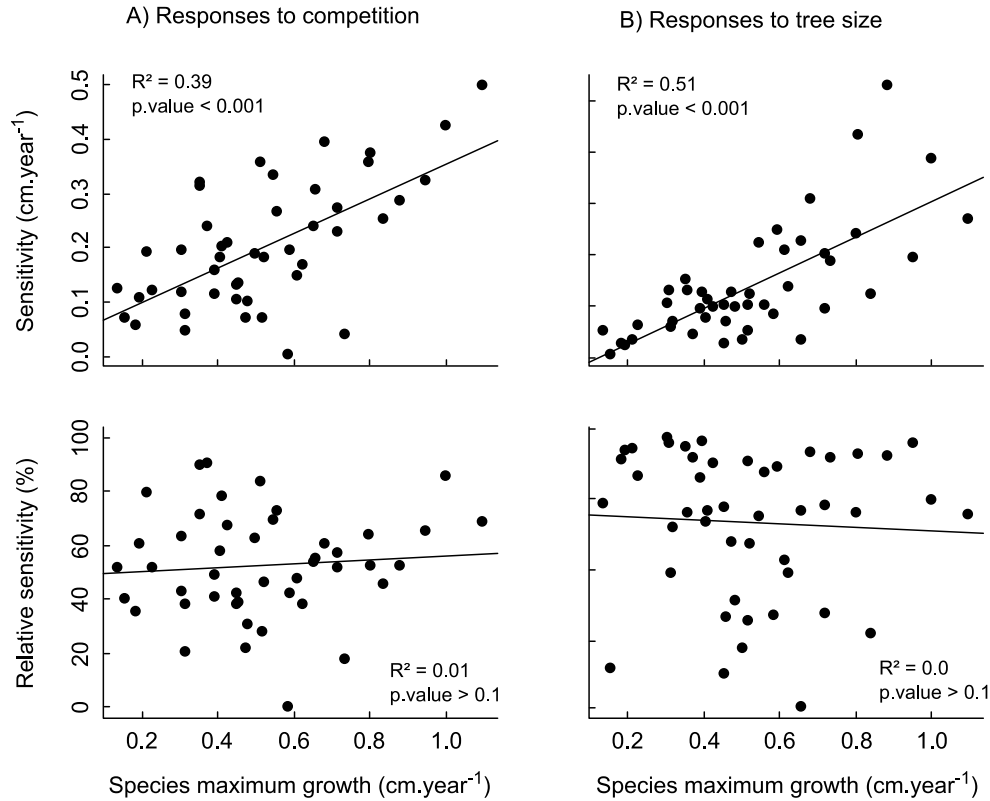 A) Responses to competition
B) Responses to tree size
R² = 0.39
p.value < 0.001
R² = 0.51
p.value < 0.001
Sensitivity (cm.year⁻¹)
0.5
0.4
0.3
0.2
0.1
0.0
Relative sensitivity (%)
100
80
60
40
20
0
R² = 0.01
p.value > 0.1
R² = 0.0
p.value > 0.1
0.2 0.4 0.6 0.8 1.0
0.2 0.4 0.6 0.8 1.0
Species maximum growth (cm.year⁻¹)
Species maximum growth (cm.year⁻¹)